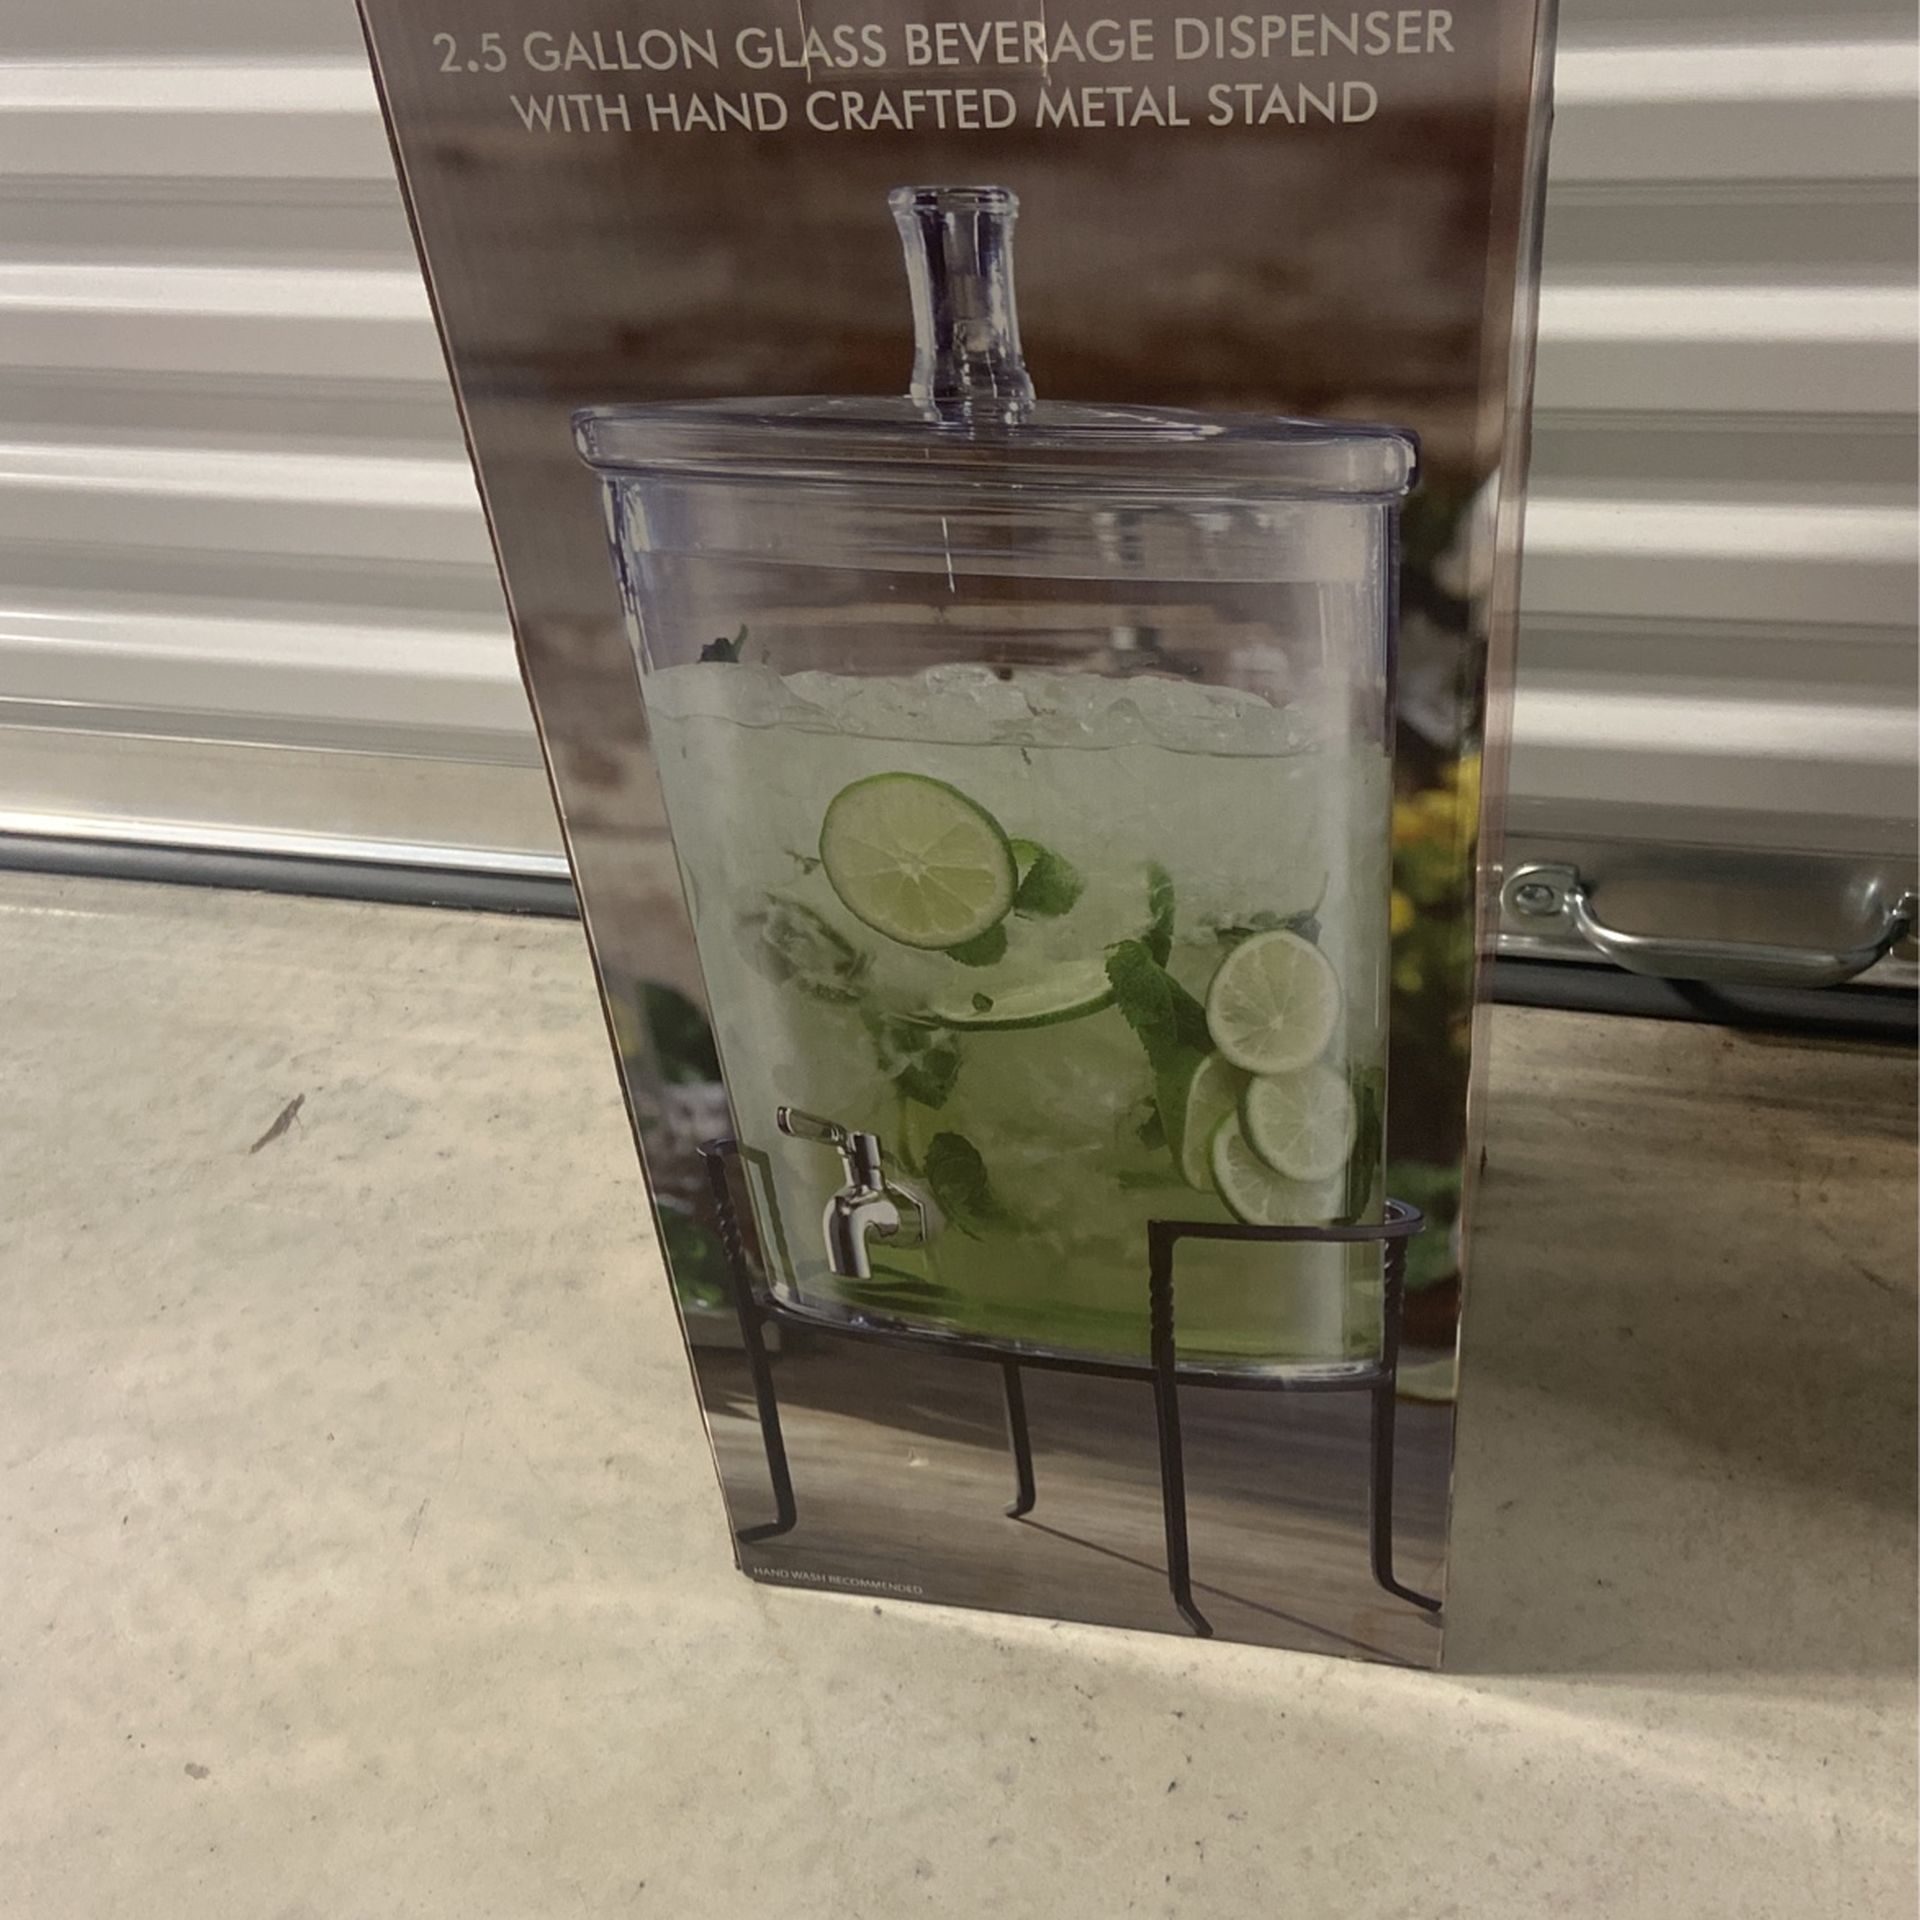 2.5 GALLON GLASS BEVERAGE DISPENSER
WITH HAND CRAFTED METAL STAND
HAND WASH RECOMMENDED